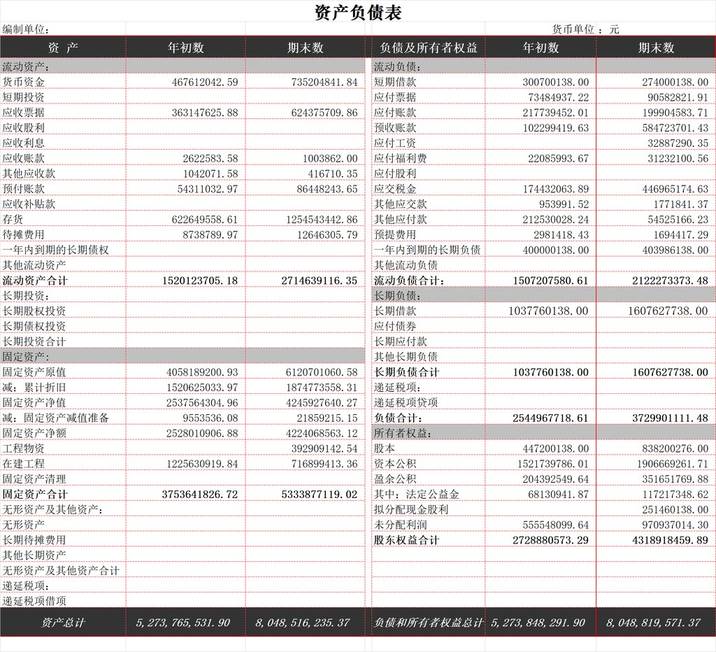 资产负债表
编制单位: 货币单位 : 元
资 产 年初数 期末数 负债及所有者权益 年初数 期末数
流动资产: 流动负债:
货币资金 467612042.59 735204841.84 短期借款 300700138.00 274000138.00
短期投资 应付票据 73484937.22 90582821.91
应收票据 363147625.88 624375709.86 应付账款 217739452.01 199904583.71
应收股利 预收账款 102299419.63 584723701.43
应收利息 应付工资 32887290.35
应收账款 2622583.58 1003862.00 应付福利费 22085993.67 31232100.56
其他应收款 1042071.58 416710.35 应付股利
预付账款 54311032.97 86448243.65 应交税金 174432063.89 446965174.63
应收补贴款 其他应交款 953991.52 1771841.37
存货 622649558.61 1254543442.86 其他应付款 212530028.24 54525166.23
待摊费用 8738789.97 12646305.79 预提费用 2981418.43 1694417.29
一年内到期的长期债权 一年内到期的长期负债 400000138.00 403986138.00
其他流动资产 其他流动负债
流动资产合计 1520123705.18 2714639116.35 流动负债合计: 1507207580.61 2122273373.48
长期投资: 长期负债:
长期股权投资 长期借款 1037760138.00 1607627738.00
长期债权投资 应付债券
长期投资合计 长期应付款
固定资产: 其他长期负债
固定资产原值 4058189200.93 6120701060.58 长期负债合计 1037760138.00 1607627738.00
减: 累计折旧 1520625033.97 1874773558.31 递延税项:
固定资产净值 2537564304.96 4245927640.27 递延税项贷项
减: 固定资产减值准备 9553536.08 21859215.15 负债合计: 2544967718.61 3729901111.48
固定资产净额 2528010906.88 4224068563.12 所有者权益:
工程物资 392909142.54 股本 447200138.00 838200276.00
在建工程 1225630919.84 716899413.36 资本公积 1521739786.01 1906669261.71
固定资产清理 盈余公积 204392549.64 351651769.88
固定资产合计 3753641826.72 5333877119.02 其中: 法定公益金 68130941.87 117217348.62
无形资产及其他资产: 拟分配现金股利 251460138.00
无形资产 未分配利润 555548099.64 970937014.30
长期待摊费用 股东权益合计 2728880573.29 4318918459.89
其他长期资产
无形资产及其他资产合计
递延税项:
递延税项借项
资产总计 5,273,765,531.90 8,048,516,235.37 负债和所有者权益总计 5,273,848,291.90 8,048,819,571.37